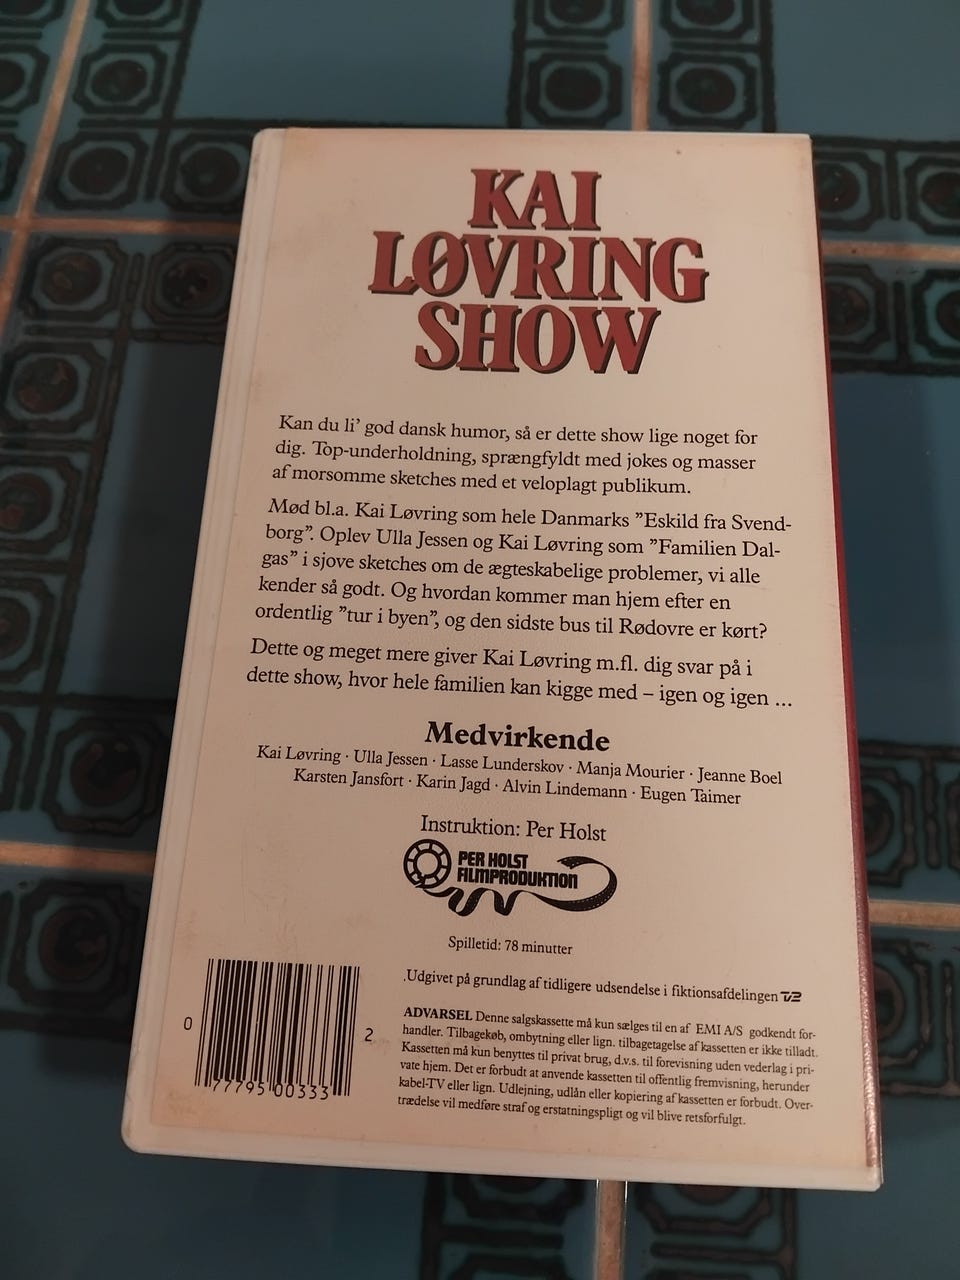 KAI
LØVRING
SHOW
Kan du li’ god dansk humor, så er dette show lige noget for
dig. Top-underholdning, sprængfyldt med jokes og masser
af morsomme sketches med et veloplagt publikum.
Mød bl.a. Kai Løvring som hele Danmarks ”Eskild fra Svend-
borg”. Oplev Ulla Jessen og Kai Løvring som ”Familien Dal-
gas” i sjove sketches om de ægteskabelige problemer, vi alle
kender så godt. Og hvordan kommer man hjem efter en
ordentlig ”tur i byen”, og den sidste bus til Rødovre er kørt?
Dette og meget mere giver Kai Løvring m.fl. dig svar på i
dette show, hvor hele familien kan kigge med – igen og igen ...
Medvirkende
Kai Løvring · Ulla Jessen · Lasse Lunderskov · Manja Mourier · Jeanne Boel
Karsten Jansfort · Karin Jagd · Alvin Lindemann · Eugen Taimer
Instruktion: Per Holst
PER HOLST
FILMPRODUKTION
Spilletid: 78 minutter
.Udgivet på grundlag af tidligere udsendelse i fiktionsafdelingen TV2
ADVARSEL Denne salgskassette må kun sælges til en af EMI A/S godkendt for-
handler. Tilbagekøb, ombytning eller lign. tilbagetagelse af kassetten er ikke tilladt.
Kassetten må kun benyttes til privat brug, d.v.s. til forevisning uden vederlag i pri-
vate hjem. Det er forbudt at anvende kassetten til offentlig fremvisning, herunder
kabel-TV eller lign. Udlejning, udlån eller kopiering af kassetten er forbudt. Over-
trædelse vil medføre straf og erstatningspligt og vil blive retsforfulgt.
0 77795 00333 2